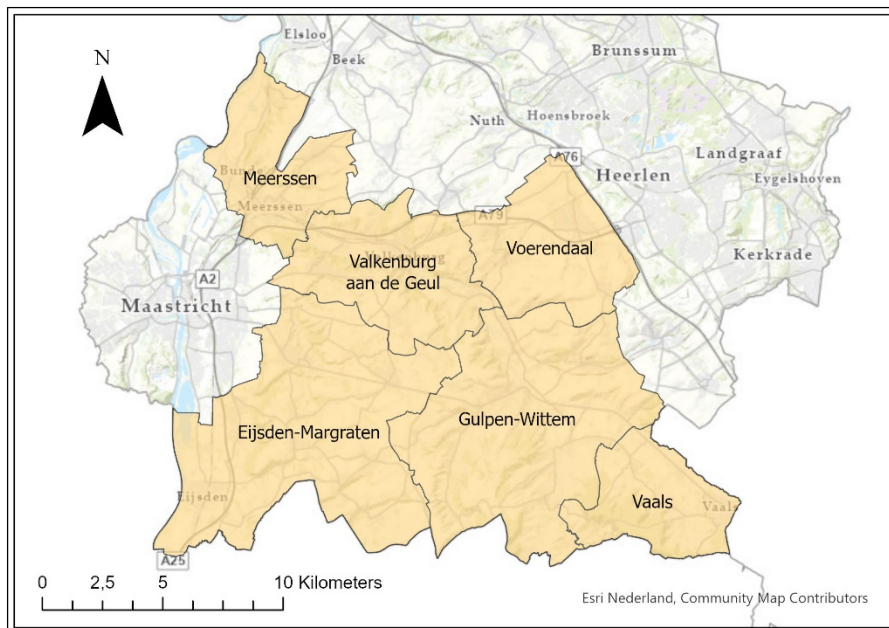 Elsloo
Beek
Brunssum
N
Nuth
Hoensbroek
A76
Landgraaf
Heerlen
Eygelshoven
Meerssen
Meerssen
A79
Voerendaal
Kerkrade
Valkenburg
aan de Geul
A2
Maastricht
Eijsden-Margraten
Gulpen-Wittem
Eijsden
Vaals
Vaals
A25
0 2,5 5 10 Kilometers
Esri Nederland, Community Map Contributors